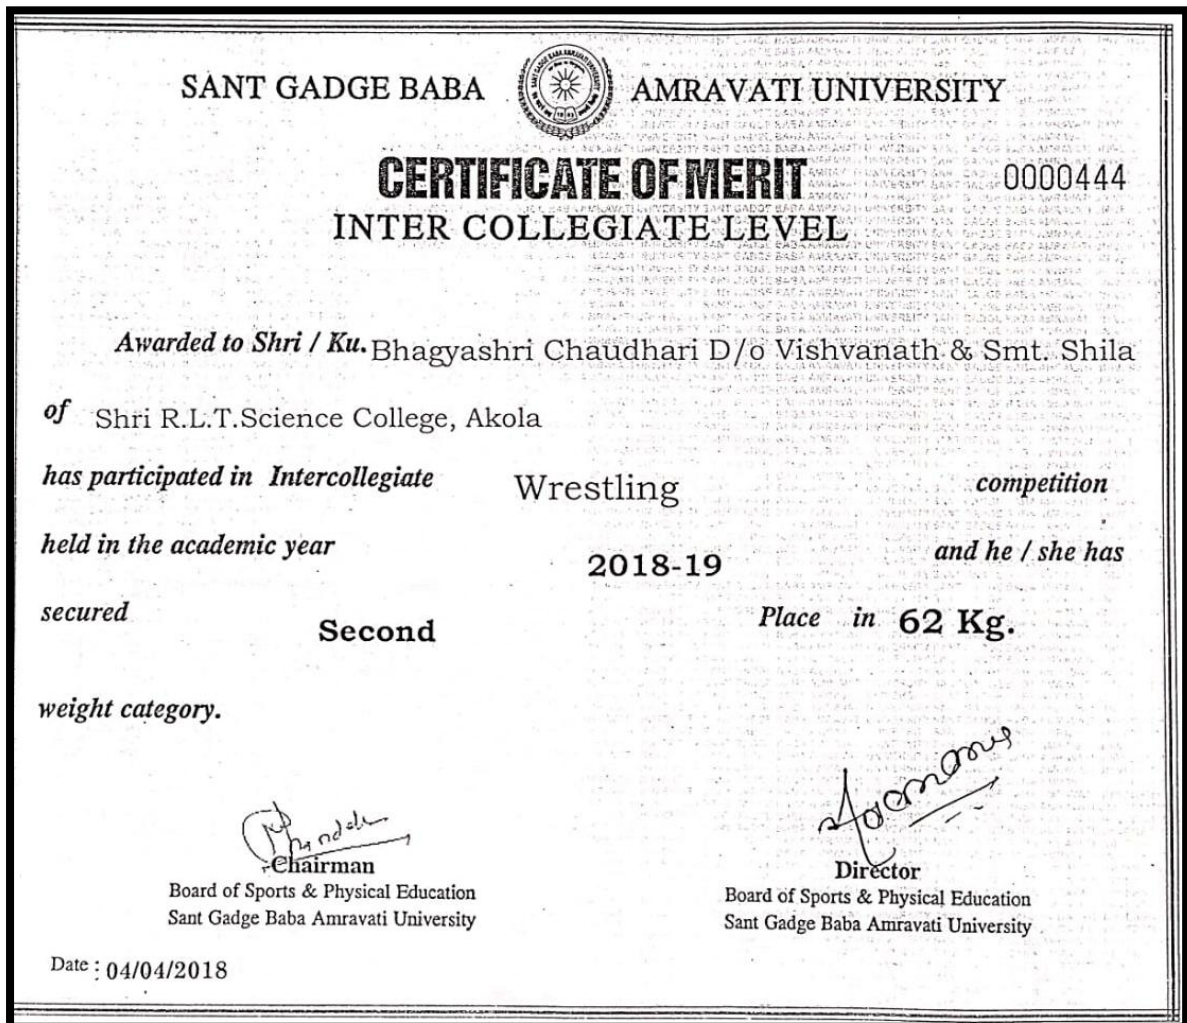 SANT GADGE BABA AMRAVATI UNIVERSITY
CERTIFICATE OF MERIT
0000444
INTER COLLEGIATE LEVEL
Awarded to Shri / Ku. Bhagyashri Chaudhari D/o Vishvanath & Smt. Shila
of Shri R.L.T.Science College, Akola
has participated in Intercollegiate Wrestling competition
held in the academic year 2018-19 and he / she has
secured Second Place in 62 Kg.
weight category.
Chairman
Board of Sports & Physical Education
Sant Gadge Baba Amravati University
Director
Board of Sports & Physical Education
Sant Gadge Baba Amravati University
Date : 04/04/2018